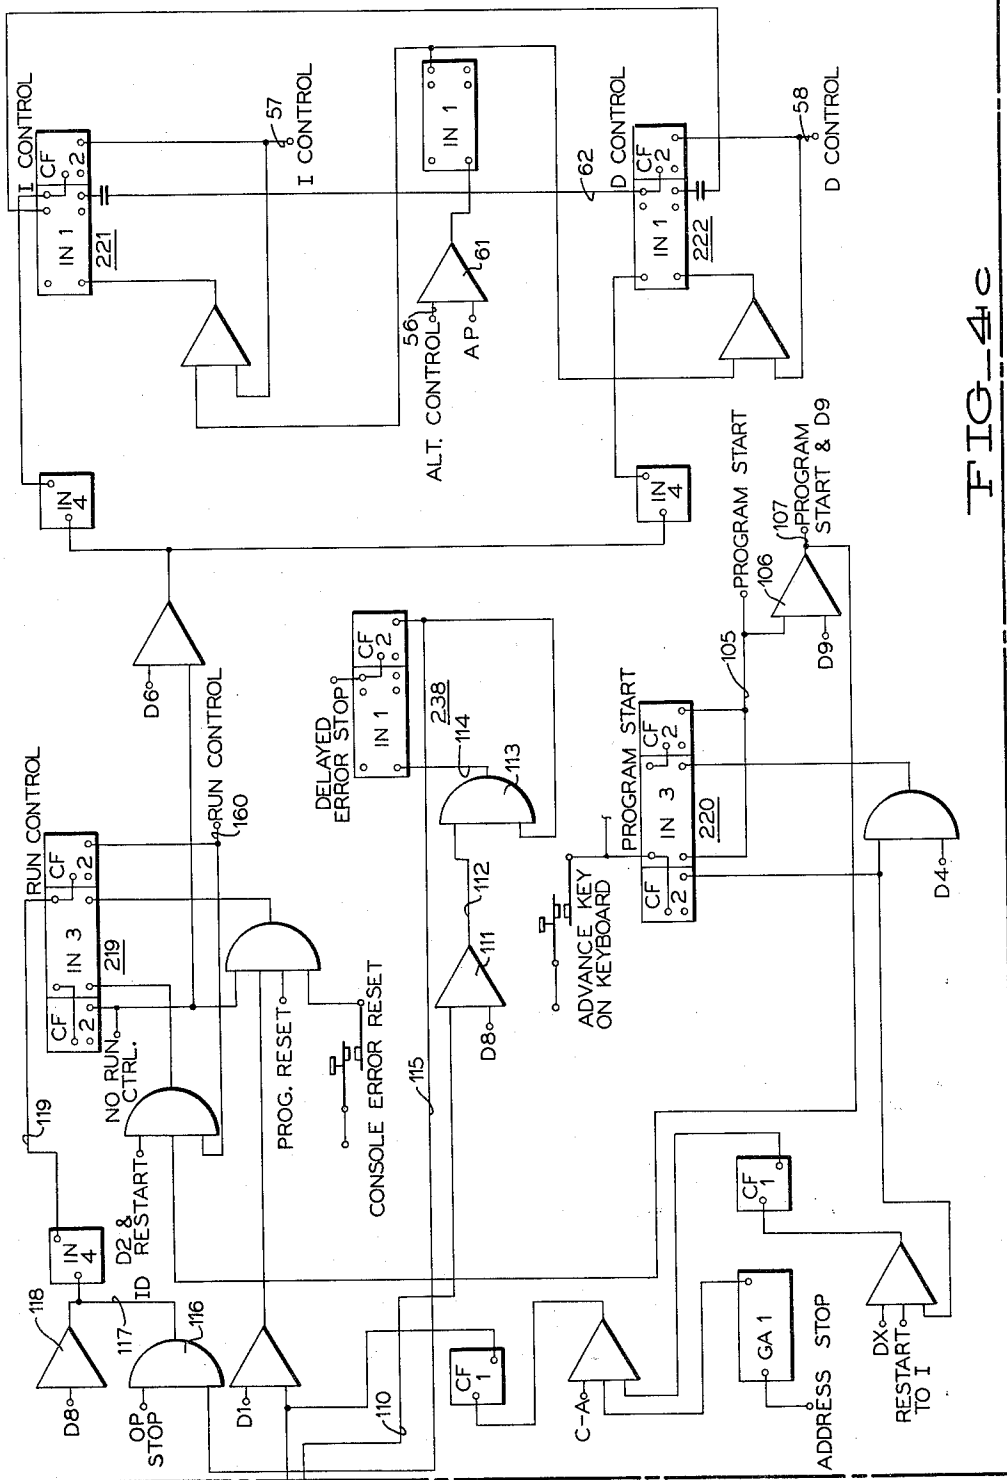 I CONTROL
CF
2
IN 1
221
57
I CONTROL
IN 1
62
D CONTROL
CF
2
IN 1
222
58
D CONTROL
61
56
ALT. CONTROL
AP
IN
4
IN
4
D6
RUN CONTROL
CF
2
IN 3
CF
2
219
RUN CONTROL
160
NO RUN
CTRL.
119
D2 &
ID RESTART
PROG. RESET
CONSOLE ERROR RESET
DELAYED
ERROR STOP
CF
2
IN 1
238
114
113
112
111
D8
115
PROGRAM START
CF
2
IN 3
CF
2
220
ADVANCE KEY
ON KEYBOARD
105
PROGRAM START
106
107
PROGRAM
START & D9
D9
D4
IN
4
118
D8
117
116
OP
STOP
D1
110
CF
1
C-A
GA 1
ADDRESS STOP
CF
1
DX
RESTART
TO I
FIG_4c